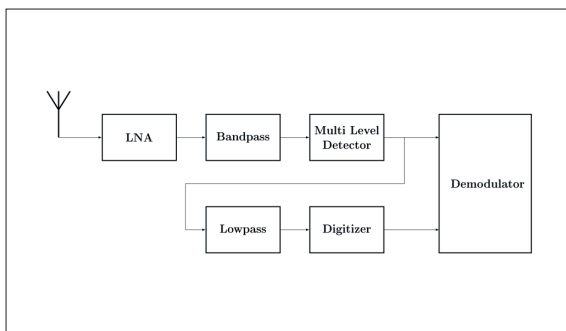 LNA
Bandpass
Multi Level
Detector
Demodulator
Lowpass
Digitizer